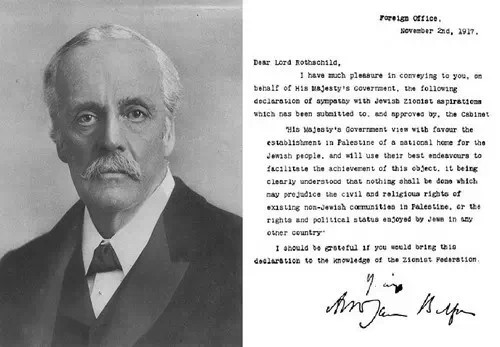 Foreign Office,
November 2nd, 1917.
Dear Lord Rothschild,
I have much pleasure in conveying to you, on
behalf of His Majesty's Government, the following
declaration of sympathy with Jewish Zionist aspirations
which has been submitted to, and approved by, the Cabinet
"His Majesty's Government view with favour the
establishment in Palestine of a national home for the
Jewish people, and will use their best endeavours to
facilitate the achievement of this object, it being
clearly understood that nothing shall be done which
may prejudice the civil and religious rights of
existing non-Jewish communities in Palestine, or the
rights and political status enjoyed by Jews in any
other country"
I should be grateful if you would bring this
declaration to the knowledge of the Zionist Federation.